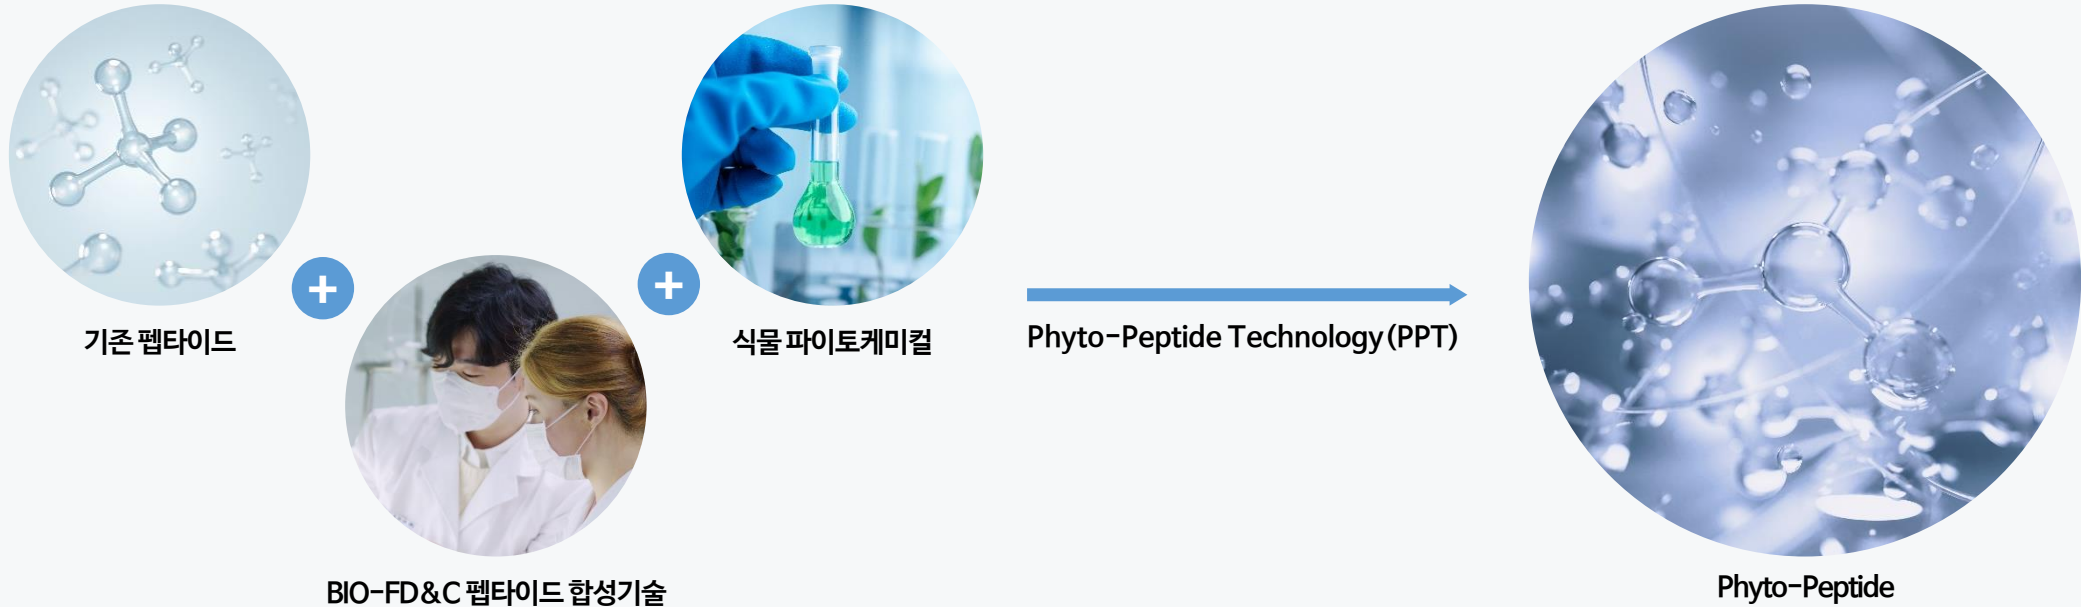 기존 펩타이드
+
BIO-FD&C 펩타이드 합성기술
+
식물 파이토케미컬
Phyto-Peptide Technology(PPT)
Phyto-Peptide